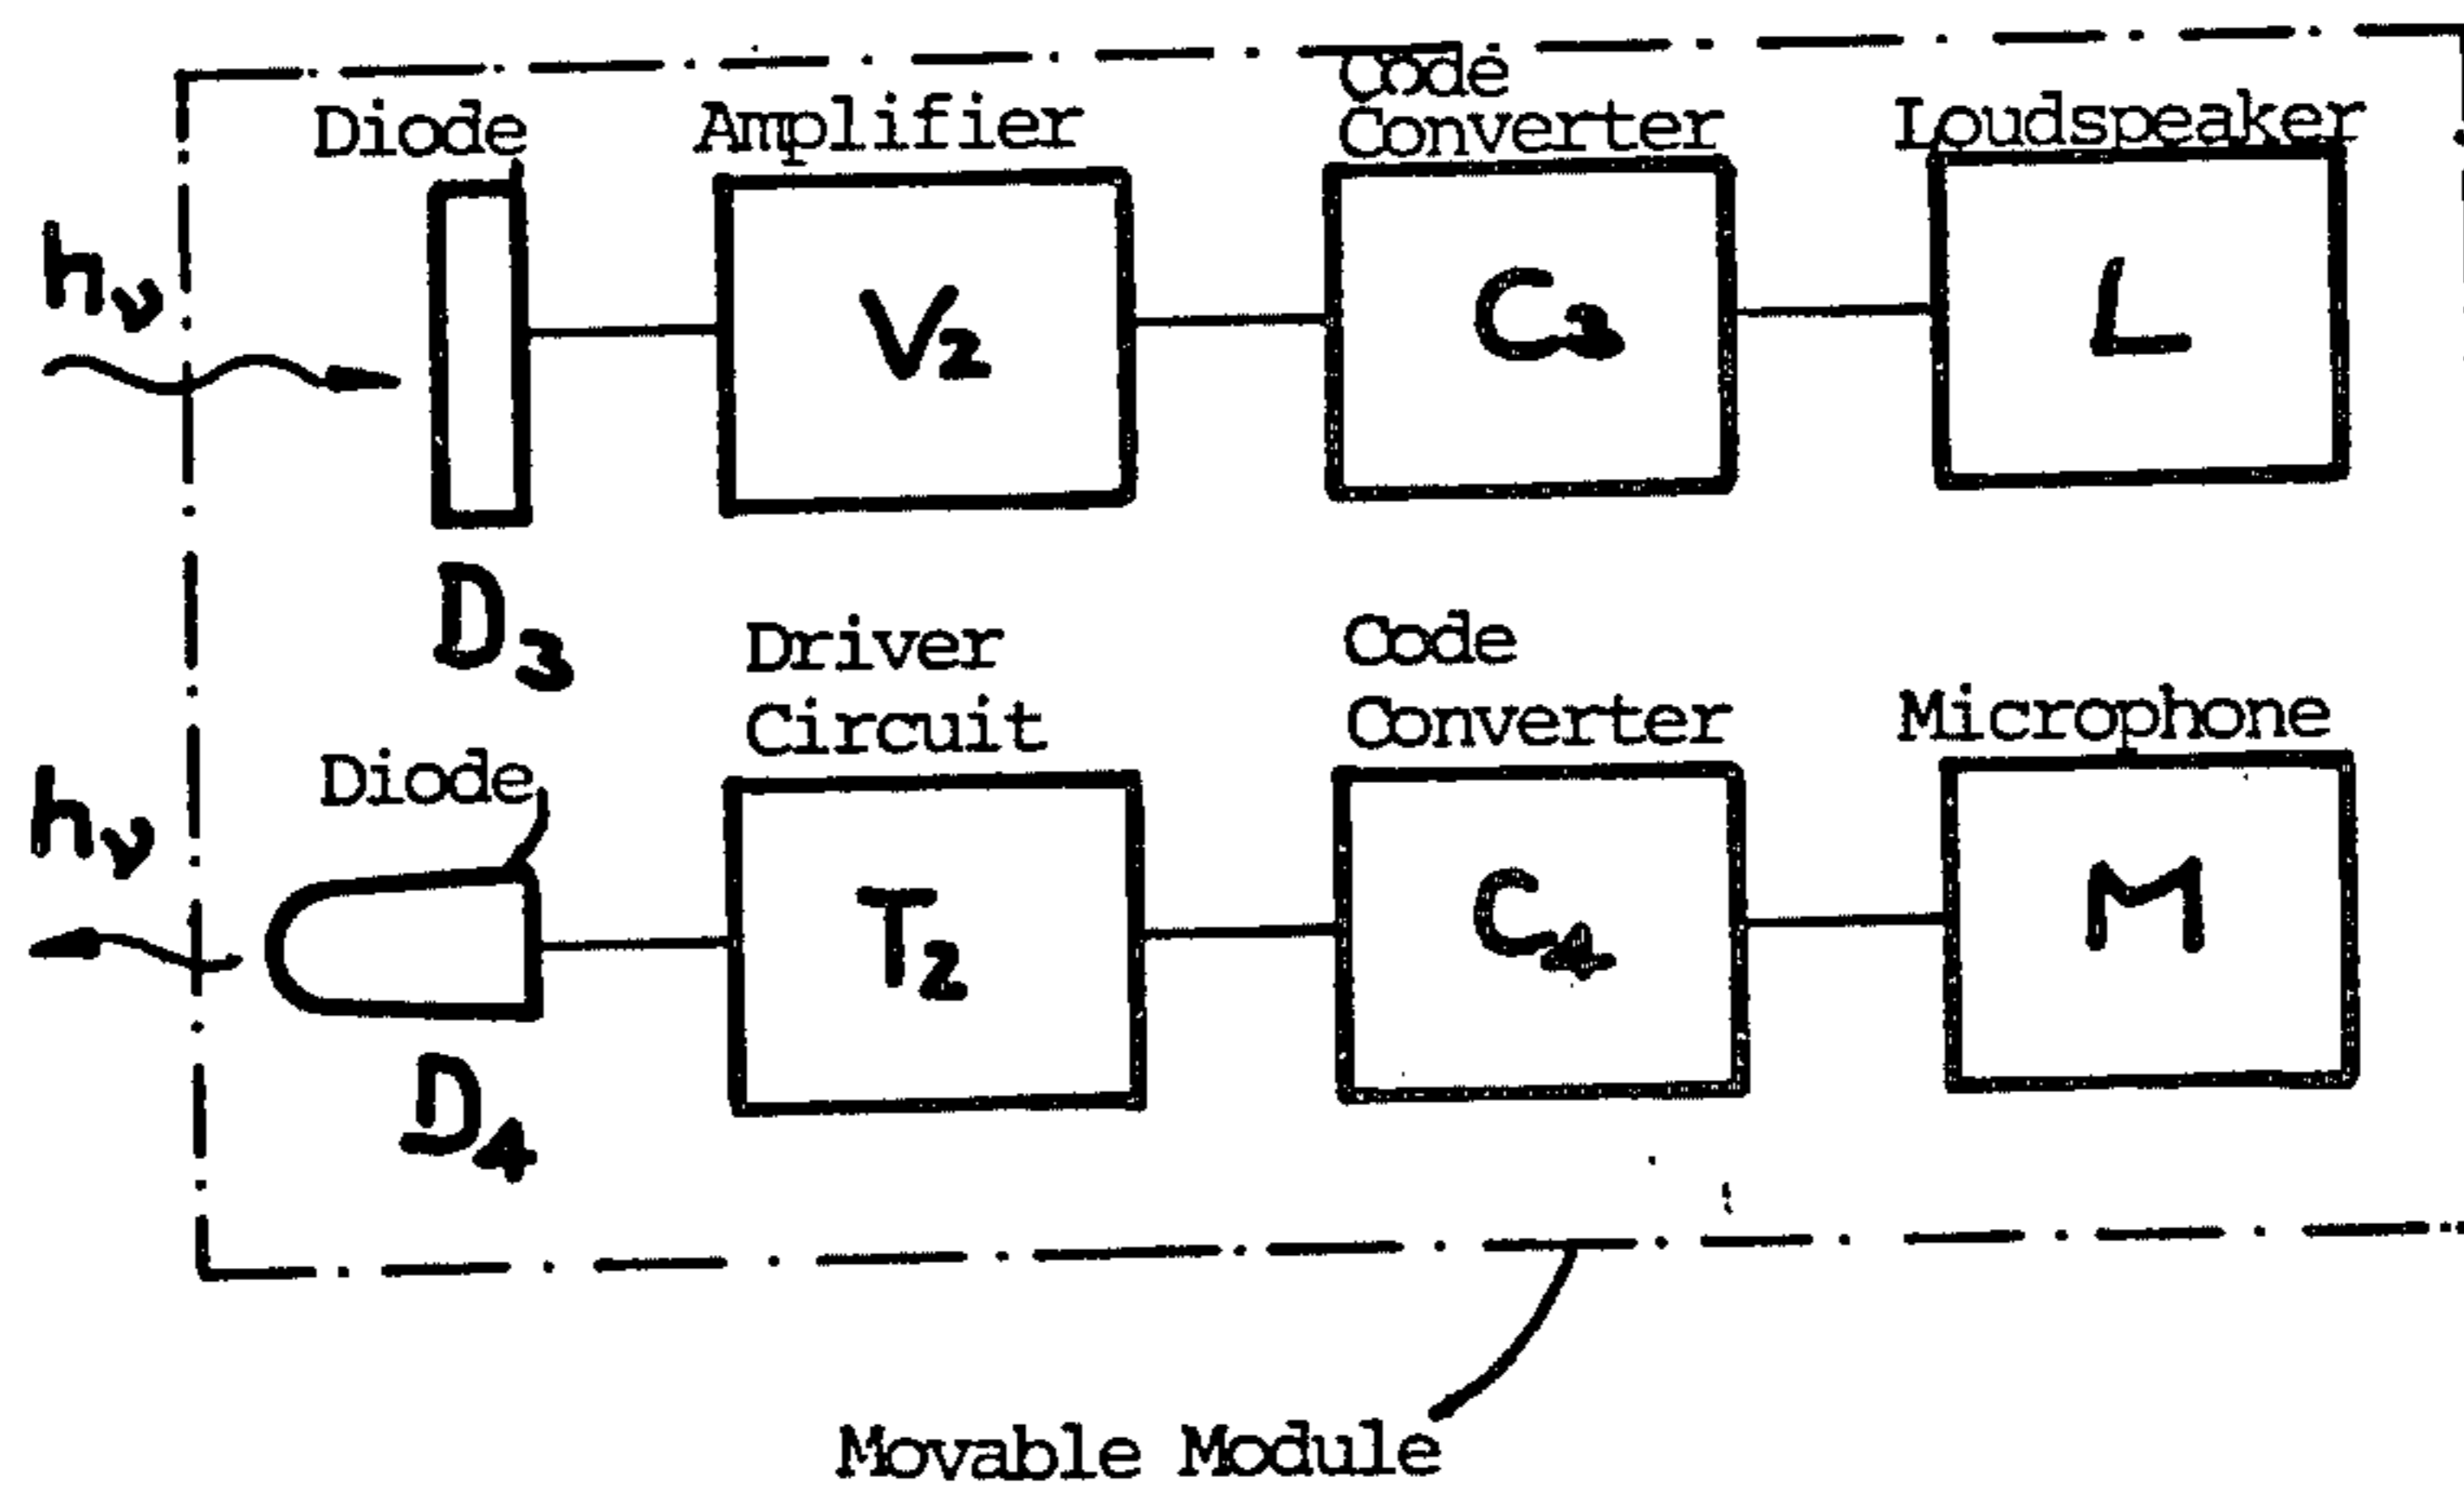 Diode
Amplifier
Code
Converter
Loudspeaker
hν
V2
L
D3
Driver
Circuit
Code
Converter
Microphone
Diode
hν
T2
C4
M
D4
Movable Module